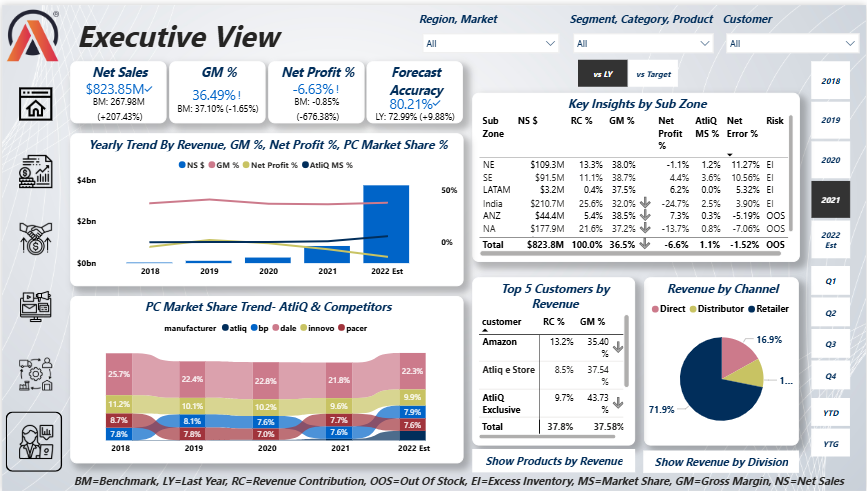 Executive View
Region, Market
All
Segment, Category, Product
All
Customer
All
vs LY
vs Target
Net Sales
$823.85M
BM: 267.98M
(+207.43%)
GM %
36.49% !
BM: 37.10% (-1.65%)
Net Profit %
-6.63% !
BM: -0.85%
(-676.38%)
Forecast
Accuracy
80.21%
LY: 72.99% (+9.88%)
Yearly Trend By Revenue, GM %, Net Profit %, PC Market Share %
NS $ GM % Net Profit % AtliQ MS %
$4bn
$2bn
$0bn
50%
0%
2018 2019 2020 2021 2022 Est
PC Market Share Trend- AtliQ & Competitors
manufacturer atliq bp dale innovo pacer
25.7% 22.4% 22.8% 21.8% 22.3%
11.2% 10.1% 10.2% 9.6% 9.9%
8.7% 8.1% 7.6% 7.7% 7.9%
7.8% 7.8% 7.0% 7.6% 7.6%
2018 2019 2020 2021 2022 Est
Key Insights by Sub Zone
Sub Zone NS $ RC % GM % Net Profit % AtliQ MS % Net Error % Risk
NE $109.3M 13.3% 38.0% -1.1% 1.2% 11.27% EI
SE $91.5M 11.1% 38.7% 4.4% 3.6% 10.56% EI
LATAM $3.2M 0.4% 37.5% 6.2% 0.0% 5.32% EI
India $210.7M 25.6% 32.0% -24.7% 2.5% 3.90% EI
ANZ $44.4M 5.4% 38.5% 7.3% 0.3% -5.19% OOS
NA $177.9M 21.6% 37.2% -13.7% 0.8% -7.06% OOS
Total $823.8M 100.0% 36.5% -6.6% 1.1% -1.52% OOS
Top 5 Customers by
Revenue
customer RC % GM %
Amazon 13.2% 35.40 %
Atliq e Store 8.5% 37.54 %
AtliQ Exclusive 9.7% 43.73 %
Total 37.8% 37.58%
Show Products by Revenue
Revenue by Channel
Direct Distributor Retailer
16.9%
1...
71.9%
Show Revenue by Division
2018
2019
2020
2021
2022
Est
Q1
Q2
Q3
Q4
YTD
YTG
BM=Benchmark, LY=Last Year, RC=Revenue Contribution, OOS=Out Of Stock, EI=Excess Inventory, MS=Market Share, GM=Gross Margin, NS=Net Sales